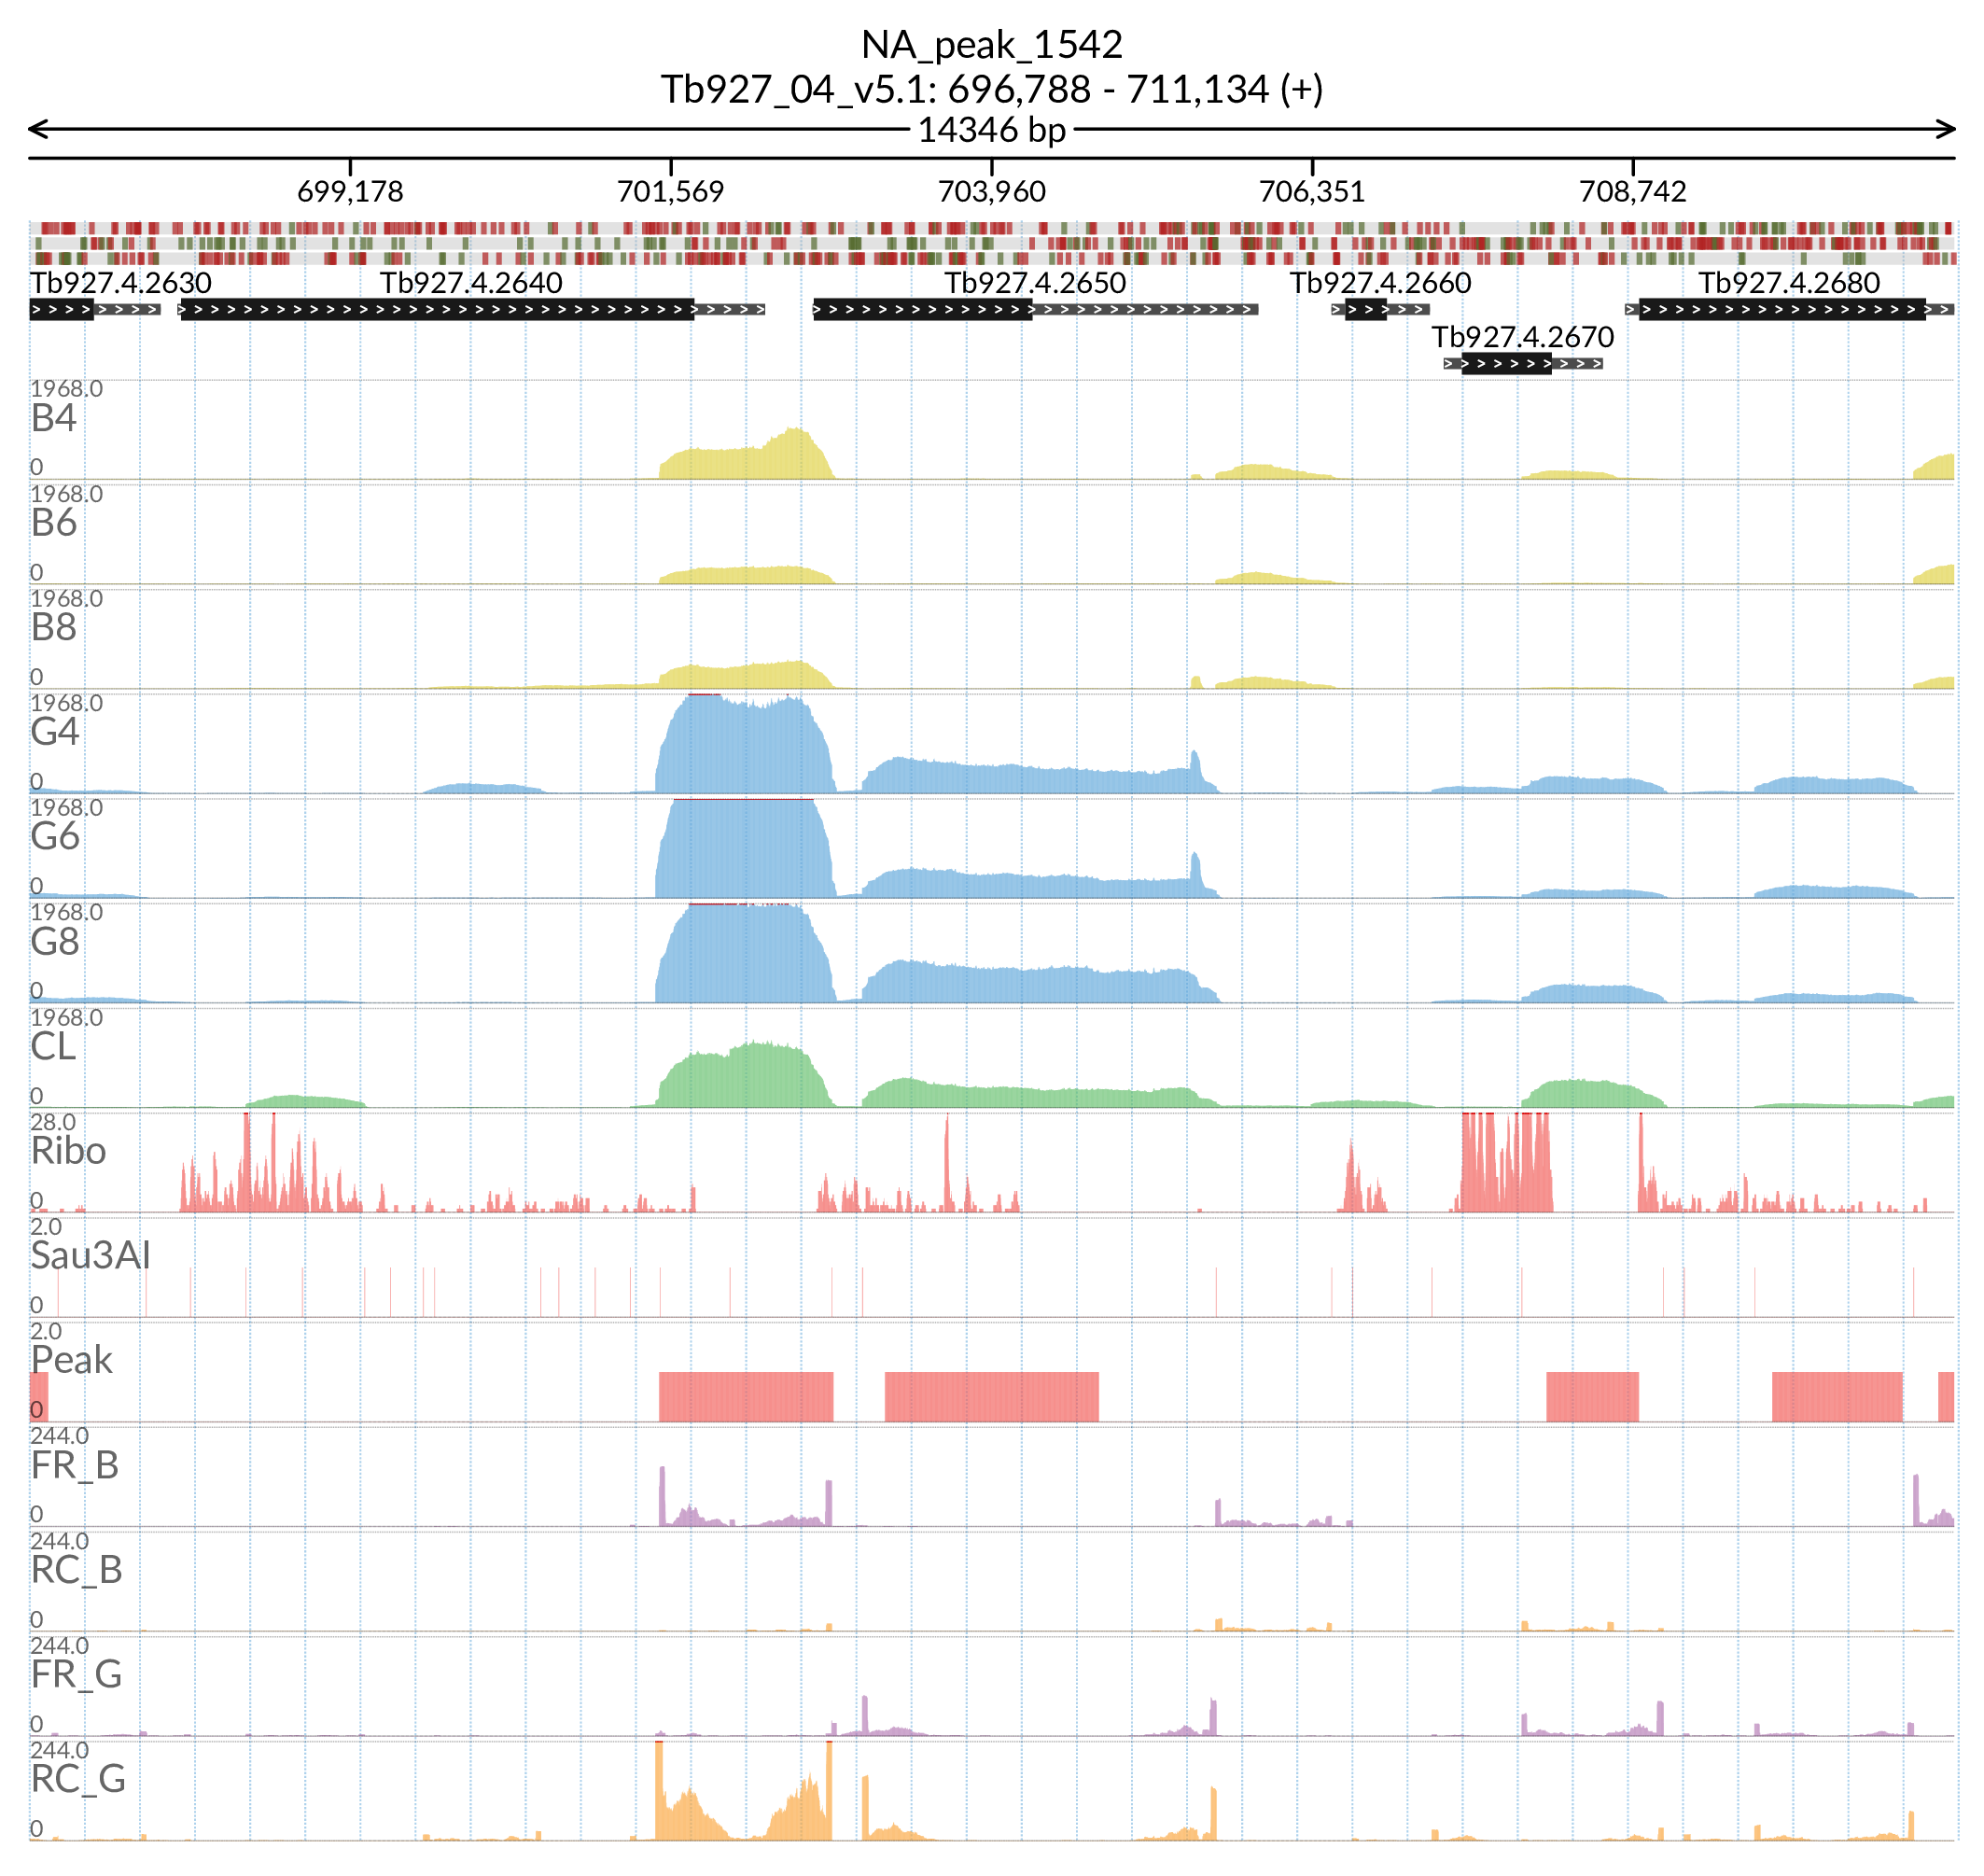 NA_peak_1542
Tb927_04_v5.1: 696,788 - 711,134 (+)
14346 bp
699,178 701,569 703,960 706,351 708,742
Tb927.4.2630 Tb927.4.2640 Tb927.4.2650 Tb927.4.2660 Tb927.4.2680
Tb927.4.2670
1968.0
B4
0
1968.0
B6
0
1968.0
B8
0
1968.0
G4
0
1968.0
G6
0
1968.0
G8
0
1968.0
CL
0
28.0
Ribo
0
2.0
Sau3AI
0
2.0
Peak
0
244.0
FR_B
0
244.0
RC_B
0
244.0
FR_G
0
244.0
RC_G
0